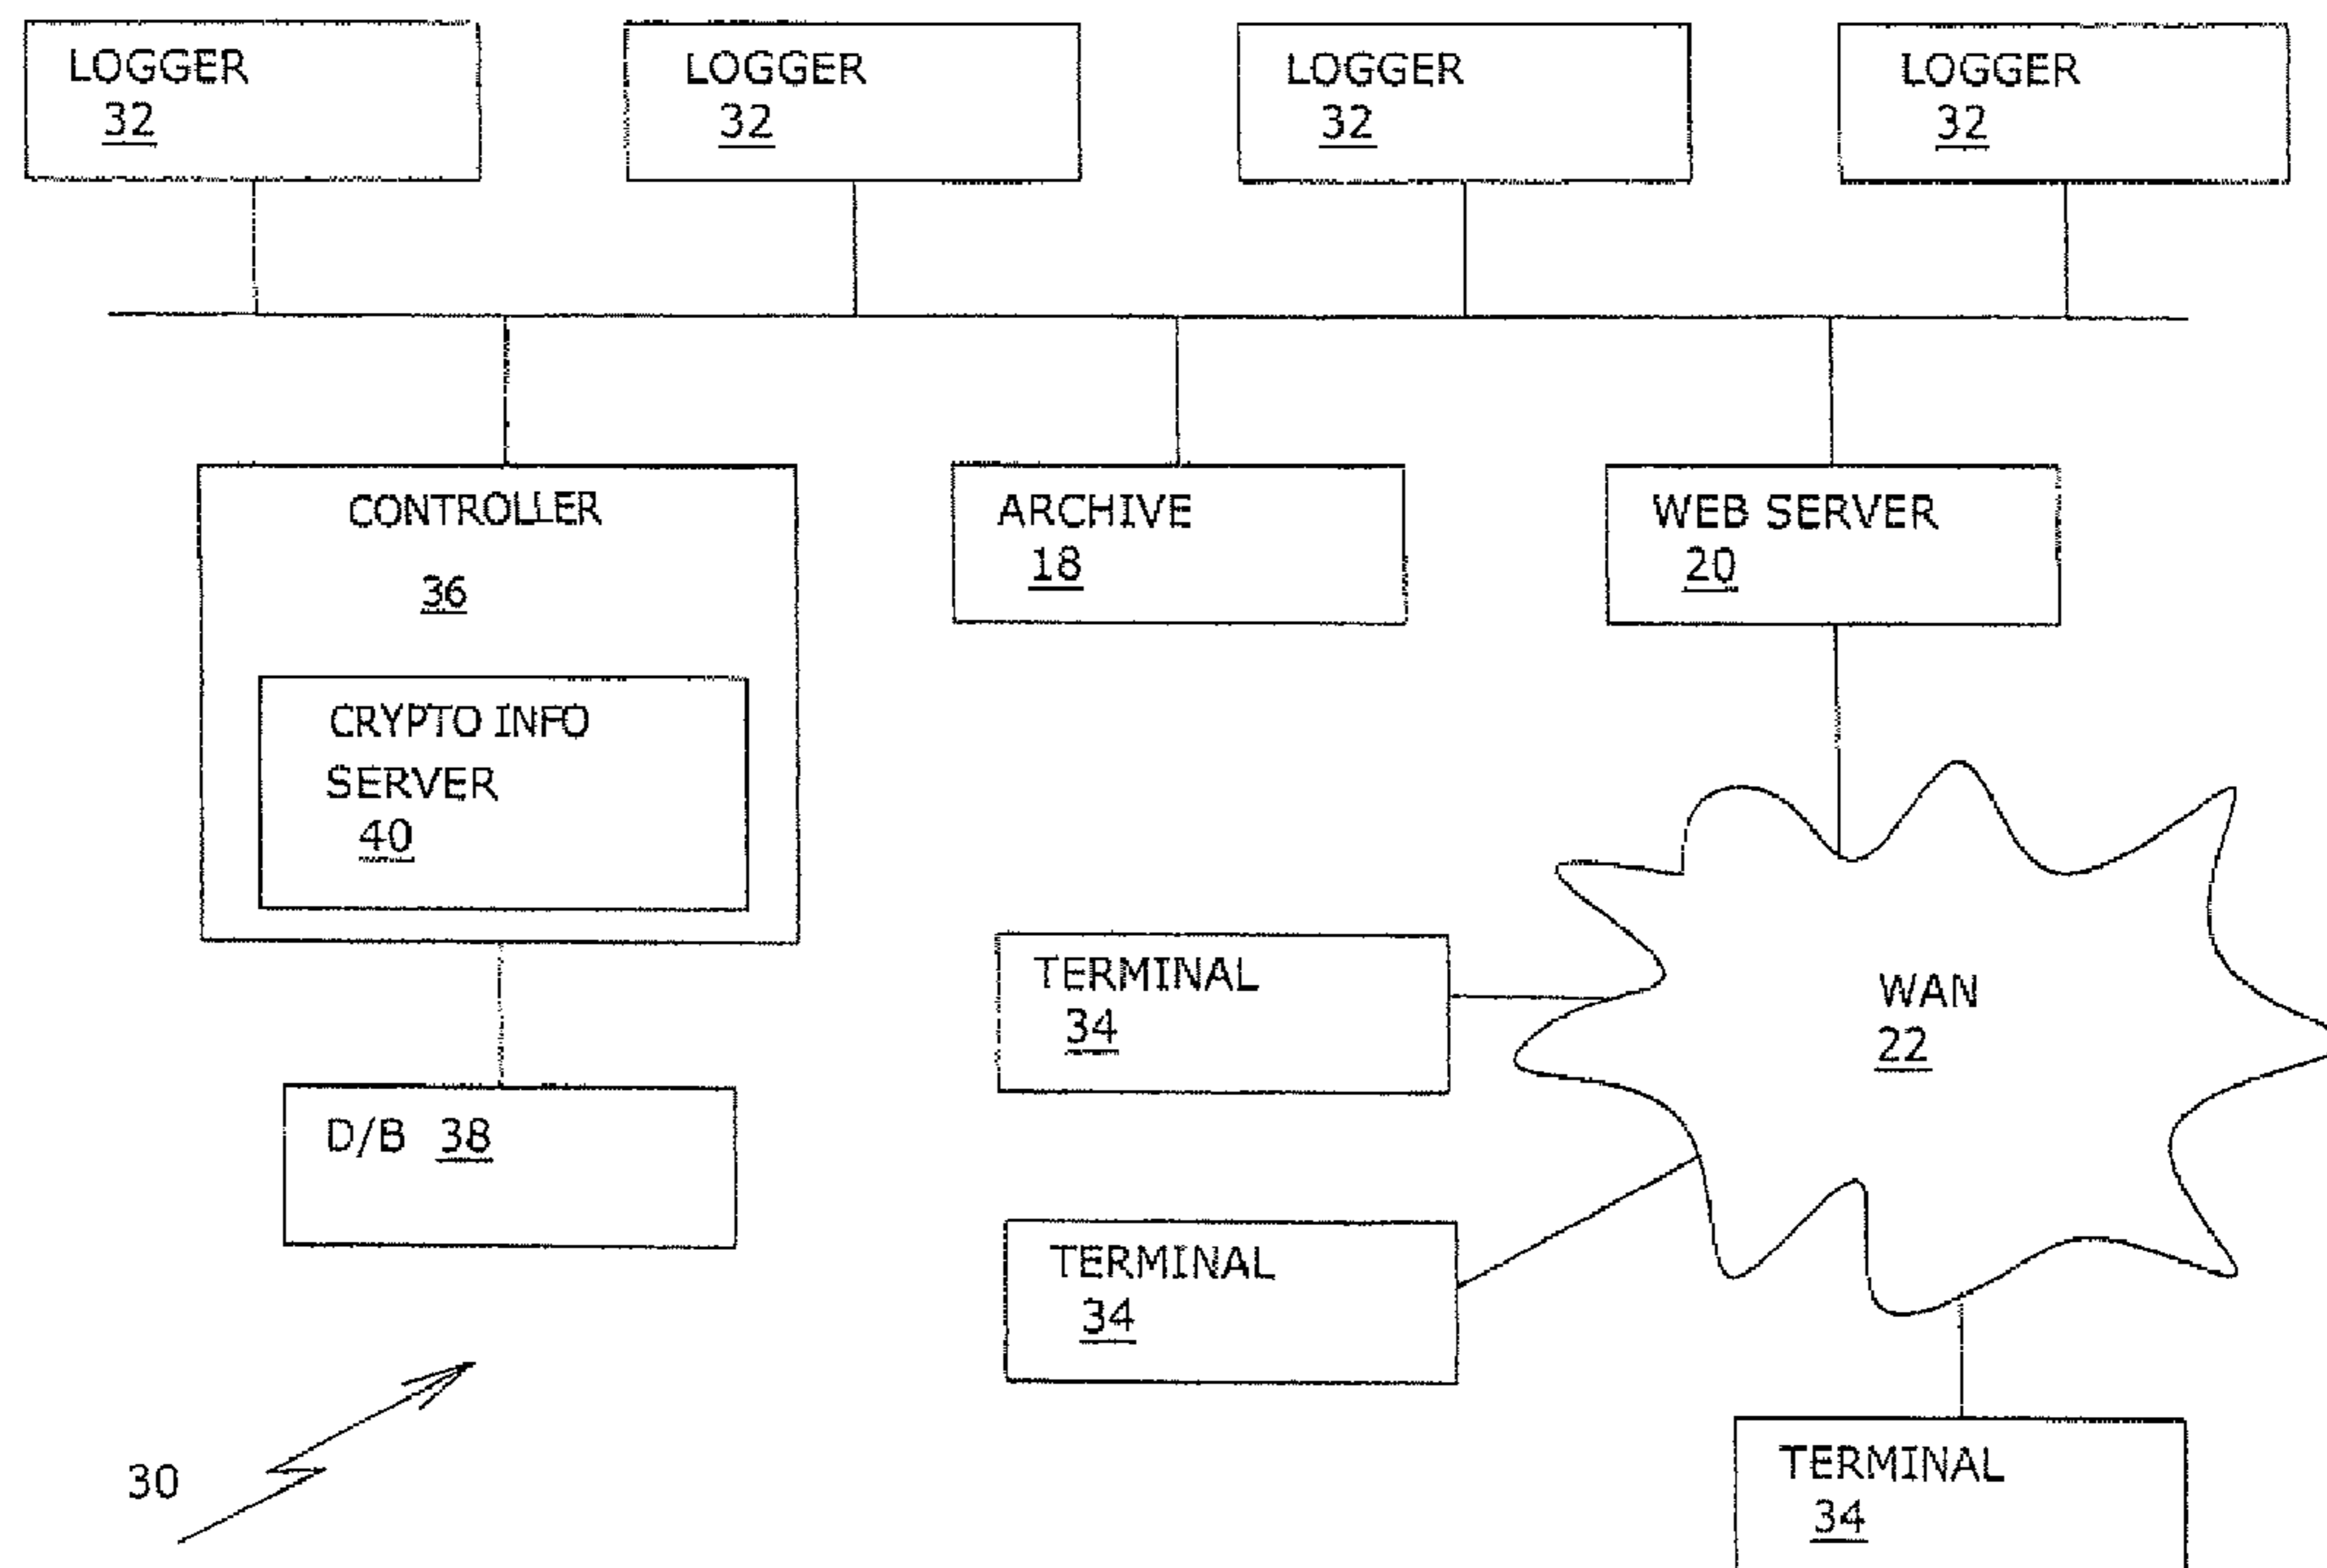 LOGGER
32
LOGGER
32
LOGGER
32
LOGGER
32
CONTROLLER
36
CRYPTO INFO
SERVER
40
ARCHIVE
18
WEB SERVER
20
D/B 38
TERMINAL
34
WAN
22
TERMINAL
34
TERMINAL
34
30